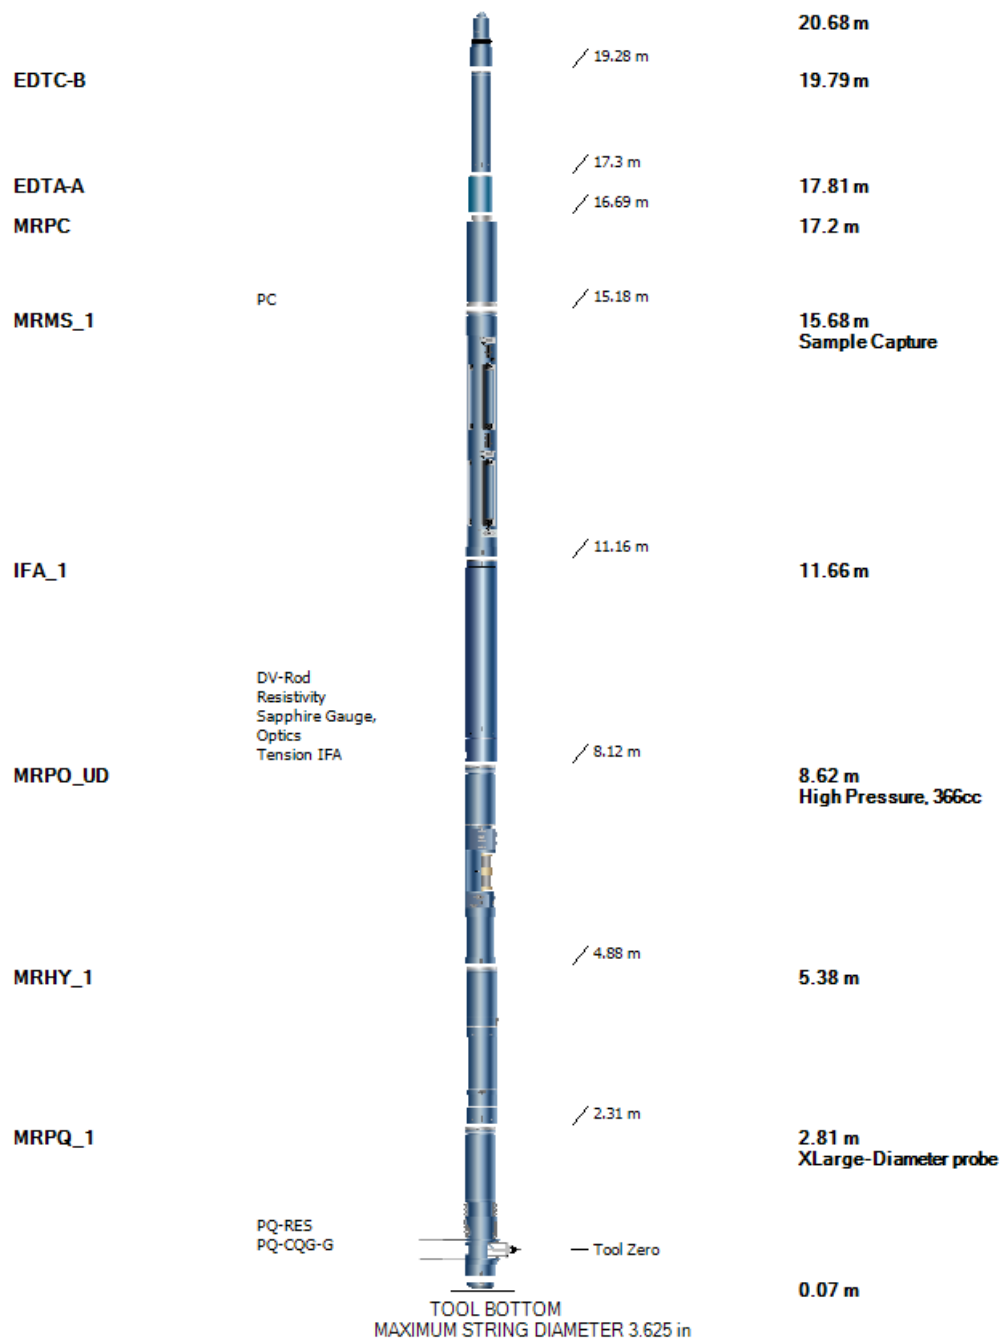 20.68 m
19.28 m
EDTC-B
19.79 m
17.3 m
EDTA-A
17.81 m
16.69 m
MRPC
17.2 m
PC
15.18 m
MRMS_1
15.68 m
Sample Capture
11.16 m
IFA_1
11.66 m
DV-Rod
Resistivity
Sapphire Gauge,
Optics
Tension IFA
8.12 m
MRPO_UD
8.62 m
High Pressure, 366cc
4.88 m
MRHY_1
5.38 m
2.31 m
MRPQ_1
2.81 m
XLarge-Diameter probe
PQ-RES
PQ-CQG-G
Tool Zero
0.07 m
TOOL BOTTOM
MAXIMUM STRING DIAMETER 3.625 in